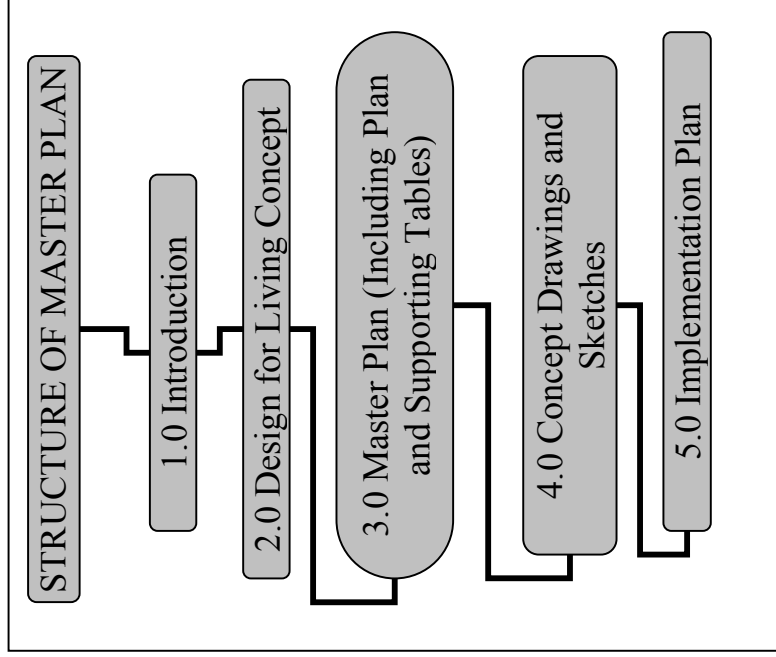 STRUCTURE OF MASTER PLAN
1.0 Introduction
2.0 Design for Living Concept
3.0 Master Plan (Including Plan
and Supporting Tables)
4.0 Concept Drawings and
Sketches
5.0 Implementation Plan